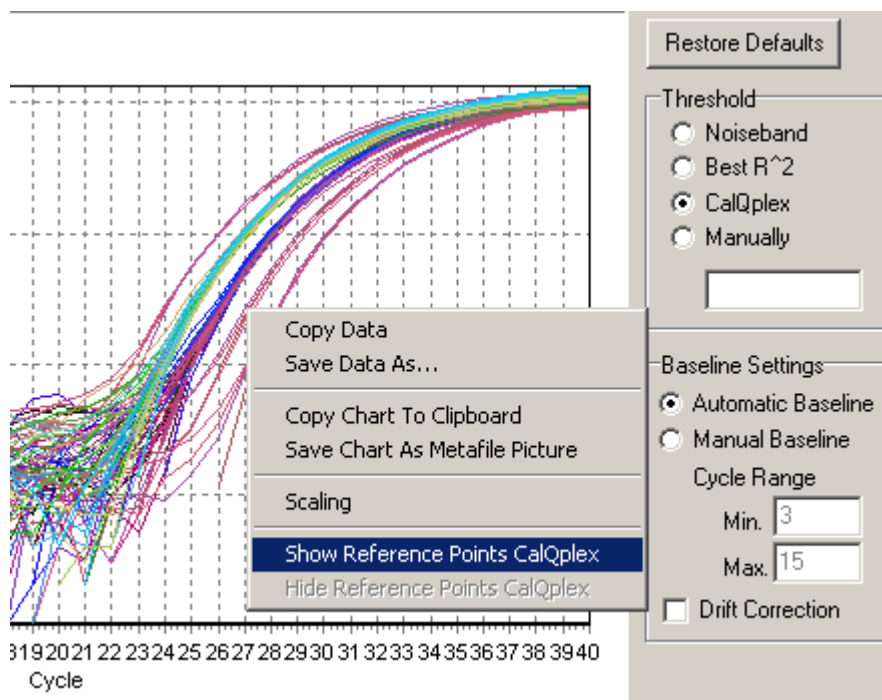 Restore Defaults
Threshold
Noiseband
Best R^2
CalQplex
Manually
Copy Data
Save Data As...
Copy Chart To Clipboard
Save Chart As Metafile Picture
Scaling
Show Reference Points CalQplex
Hide Reference Points CalQplex
Baseline Settings
Automatic Baseline
Manual Baseline
Cycle Range
Min. 3
Max. 15
Drift Correction
19 20 21 22 23 24 25 26 27 28 29 30 31 32 33 34 35 36 37 38 39 40
Cycle